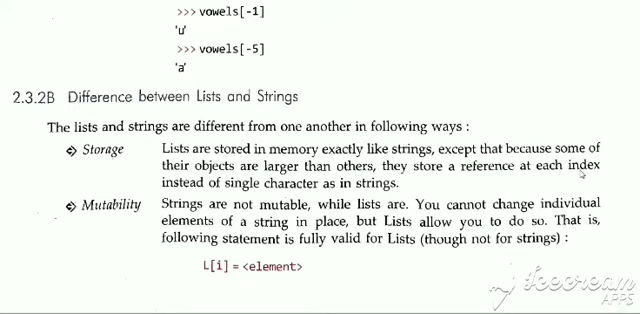 >>> vowels[-1]
'u'
>>> vowels[-5]
'a'
2.3.2B Difference between Lists and Strings
The lists and strings are different from one another in following ways :
Storage Lists are stored in memory exactly like strings, except that because some of
their objects are larger than others, they store a reference at each index
instead of single character as in strings.
Mutability Strings are not mutable, while lists are. You cannot change individual
elements of a string in place, but Lists allow you to do so. That is,
following statement is fully valid for Lists (though not for strings) :
L[i] = <element>
Icecream
APPS